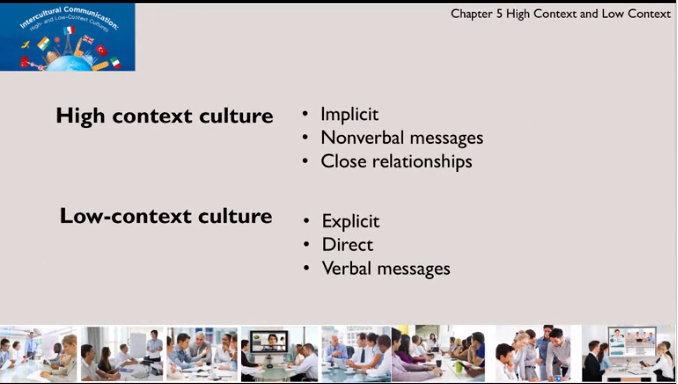 Intercultural Communication:
High- and Low-Context Cultures
Chapter 5 High Context and Low Context
High context culture
• Implicit
• Nonverbal messages
• Close relationships
Low-context culture
• Explicit
• Direct
• Verbal messages